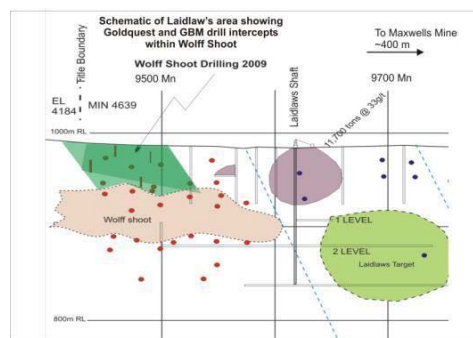 Schematic of Laidlaw's area showing
Goldquest and GBM drill intercepts
within Wolff Shoot
To Maxwells Mine
~400 m
Title Boundary
Wolff Shoot Drilling 2009
9500 Mn
Laidlaws Shaft
9700 Mn
11,700 tons @ 33g/t
EL
4184
MIN 4639
1000m RL
Wolff shoot
1 LEVEL
2 LEVEL
Laidlaws Target
800m RL